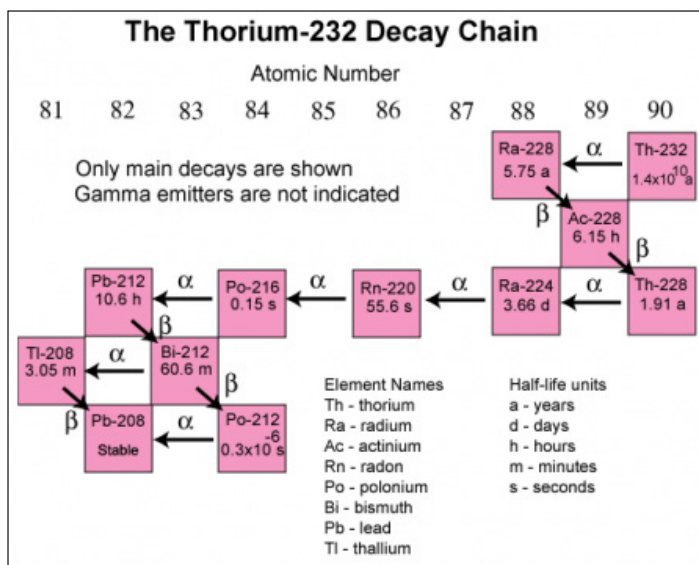 The Thorium-232 Decay Chain
Atomic Number
81 82 83 84 85 86 87 88 89 90
Only main decays are shown
Gamma emitters are not indicated
Ra-228
5.75 a
α
Th-232
1.4x10^10 a
β
Ac-228
6.15 h
β
Pb-212
10.6 h
α
Po-216
0.15 s
α
Rn-220
55.6 s
α
Ra-224
3.66 d
α
Th-228
1.91 a
β
Tl-208
3.05 m
α
Bi-212
60.6 m
β
β
Pb-208
Stable
α
Po-212
0.3x10^-6 s
Element Names
Th - thorium
Ra - radium
Ac - actinium
Rn - radon
Po - polonium
Bi - bismuth
Pb - lead
Tl - thallium
Half-life units
a - years
d - days
h - hours
m - minutes
s - seconds